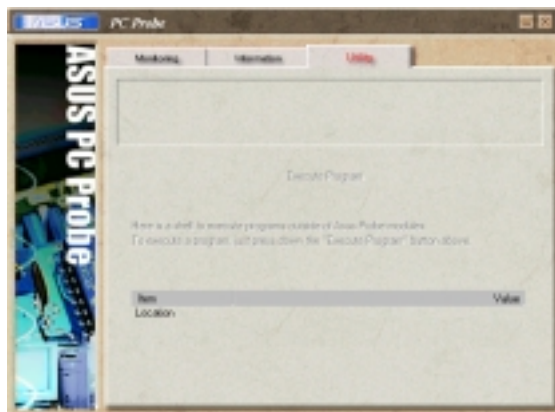 ASUS PC Probe
Monitoring Information Utility
ASUS PC Probe
Execute Program
Here is a shell to execute programs outside of Asus Probe modules.
To execute a program, just press down the "Execute Program" button above.
Item Value
Location